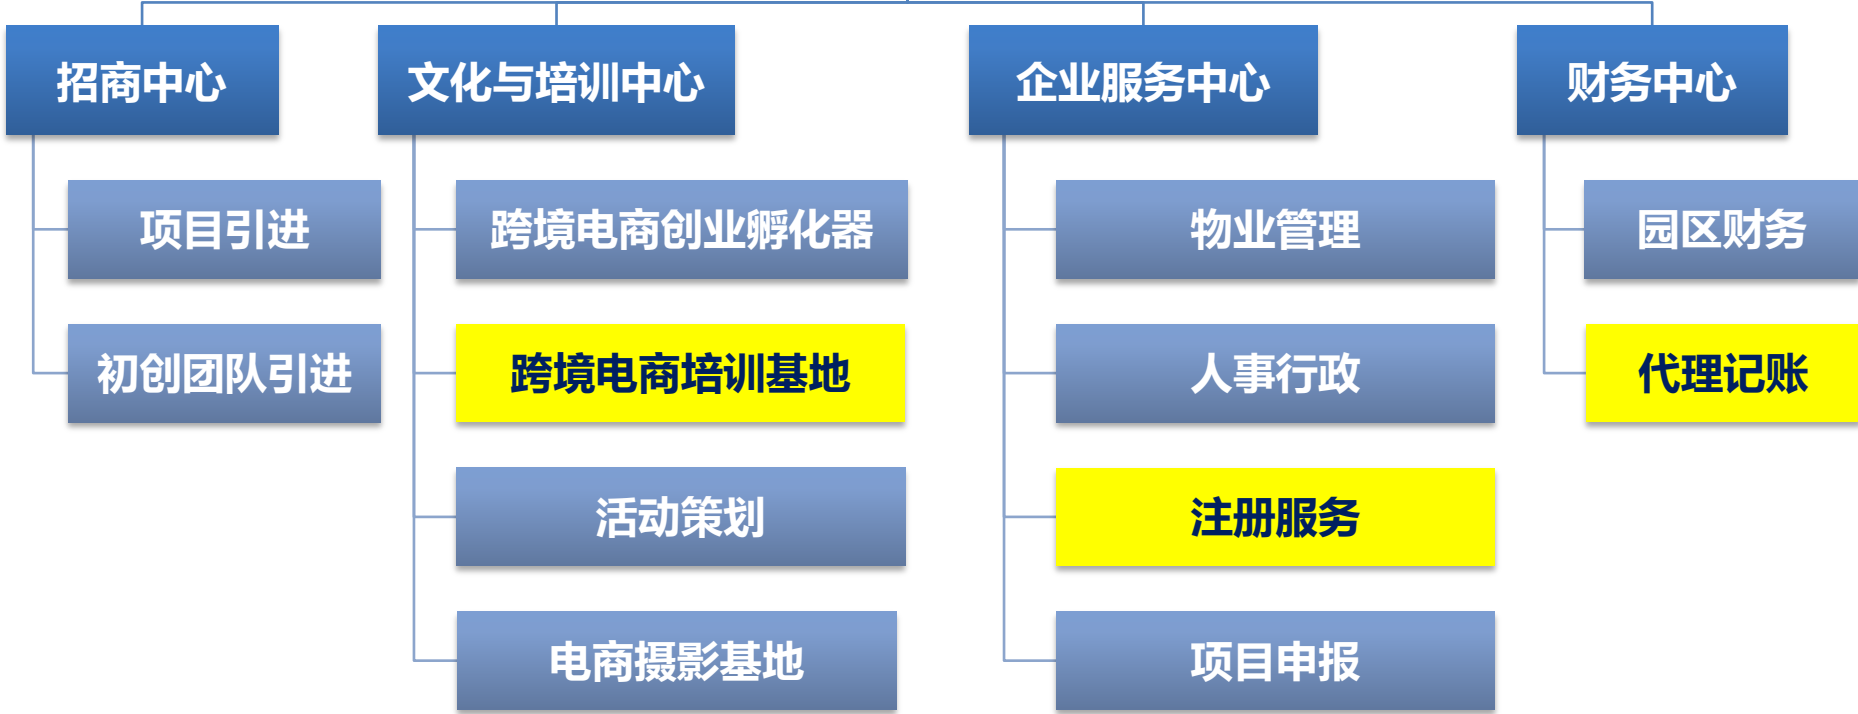 招商中心
项目引进
初创团队引进
文化与培训中心
跨境电商创业孵化器
跨境电商培训基地
活动策划
电商摄影基地
企业服务中心
物业管理
人事行政
注册服务
项目申报
财务中心
园区财务
代理记账